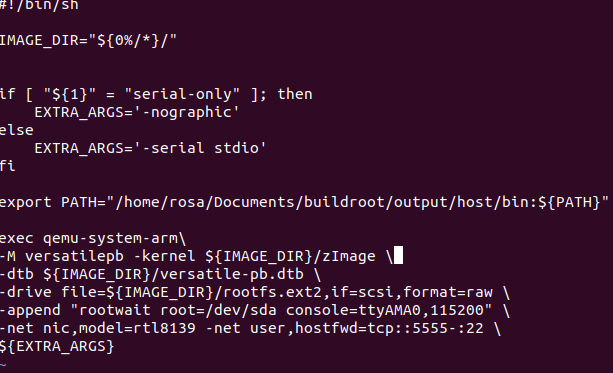 #!/bin/sh
IMAGE_DIR="${0%/*}/"
if [ "${1}" = "serial-only" ]; then
    EXTRA_ARGS='-nographic'
else
    EXTRA_ARGS='-serial stdio'
fi
export PATH="/home/rosa/Documents/buildroot/output/host/bin:${PATH}"
exec qemu-system-arm\
-M versatilepb -kernel ${IMAGE_DIR}/zImage \
-dtb ${IMAGE_DIR}/versatile-pb.dtb \
-drive file=${IMAGE_DIR}/rootfs.ext2,if=scsi,format=raw \
-append "rootwait root=/dev/sda console=ttyAMA0,115200" \
-net nic,model=rtl8139 -net user,hostfwd=tcp::5555-:22 \
${EXTRA_ARGS}
~